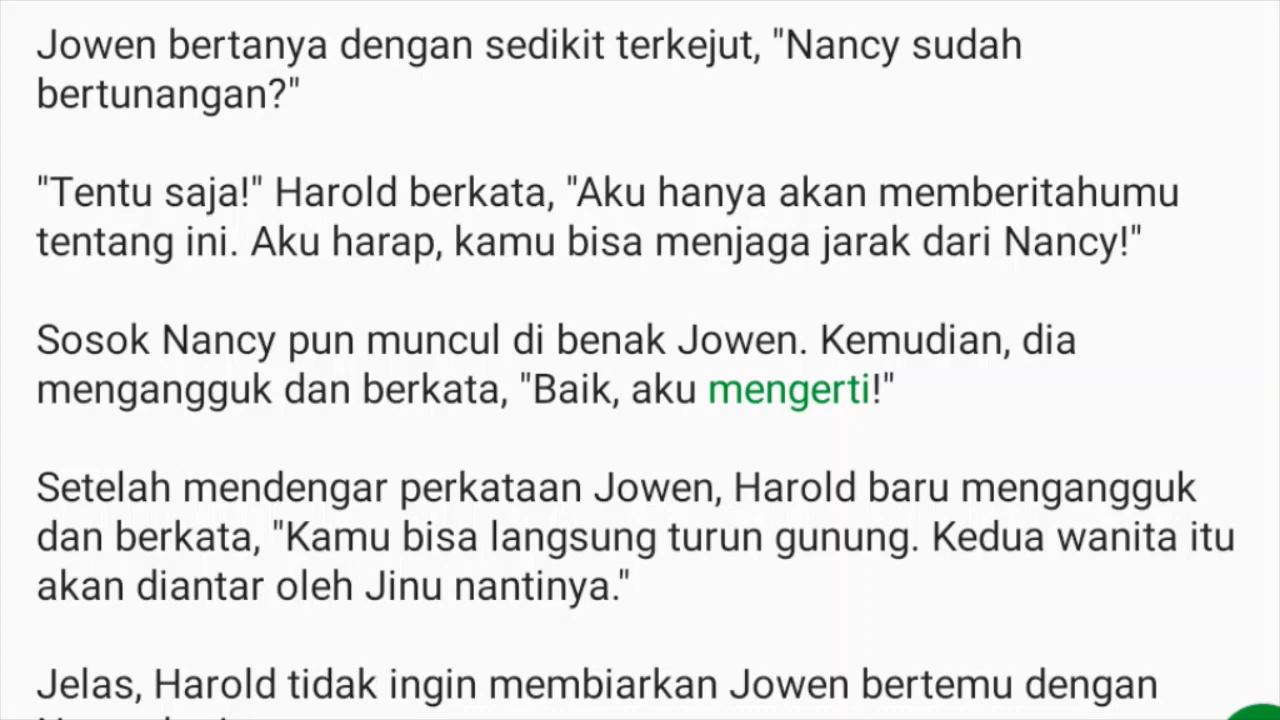 Jowen bertanya dengan sedikit terkejut, "Nancy sudah
bertunangan?"
"Tentu saja!" Harold berkata, "Aku hanya akan memberitahumu
tentang ini. Aku harap, kamu bisa menjaga jarak dari Nancy!"
Sosok Nancy pun muncul di benak Jowen. Kemudian, dia
mengangguk dan berkata, "Baik, aku mengerti!"
Setelah mendengar perkataan Jowen, Harold baru mengangguk
dan berkata, "Kamu bisa langsung turun gunung. Kedua wanita itu
akan diantar oleh Jinu nantinya."
Jelas, Harold tidak ingin membiarkan Jowen bertemu dengan